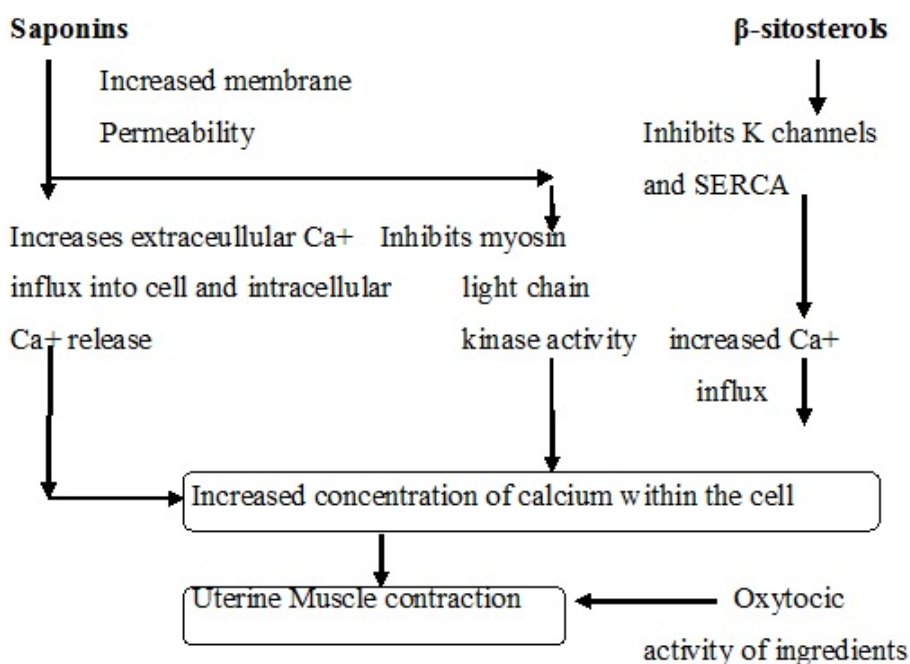 Saponins
β-sitosterols
Increased membrane
Permeability
Inhibits K channels
and SERCA
Increases extraceullular Ca+
influx into cell and intracellular
Ca+ release
Inhibits myosin
light chain
kinase activity
increased Ca+
influx
Increased concentration of calcium within the cell
Uterine Muscle contraction
Oxytocic
activity of ingredients